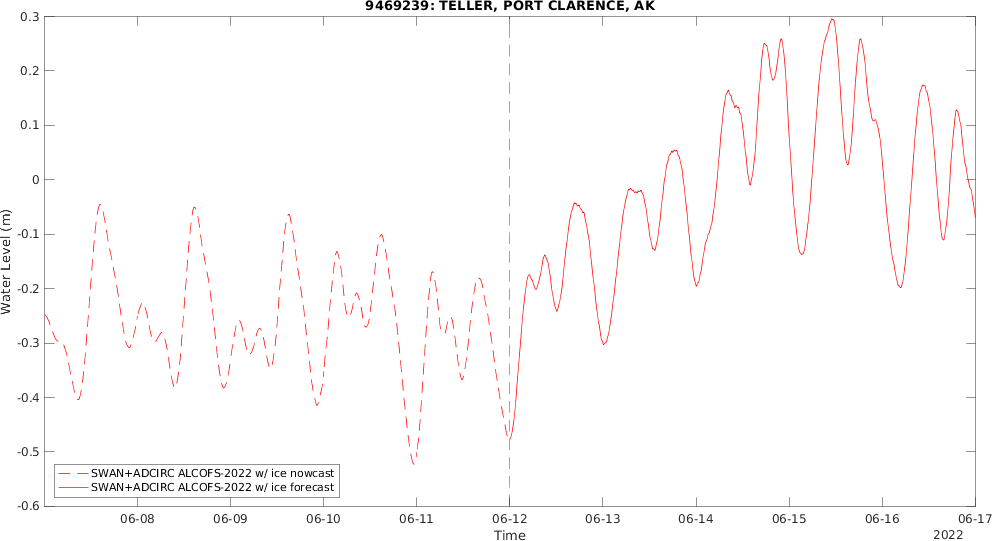 9469239: TELLER, PORT CLARENCE, AK
0.3
0.2
0.1
0
-0.1
-0.2
-0.3
-0.4
-0.5
-0.6
Water Level (m)
SWAN+ADCIRC ALCOFS-2022 w/ ice nowcast
SWAN+ADCIRC ALCOFS-2022 w/ ice forecast
06-08 06-09 06-10 06-11 06-12 06-13 06-14 06-15 06-16 06-17
Time
2022